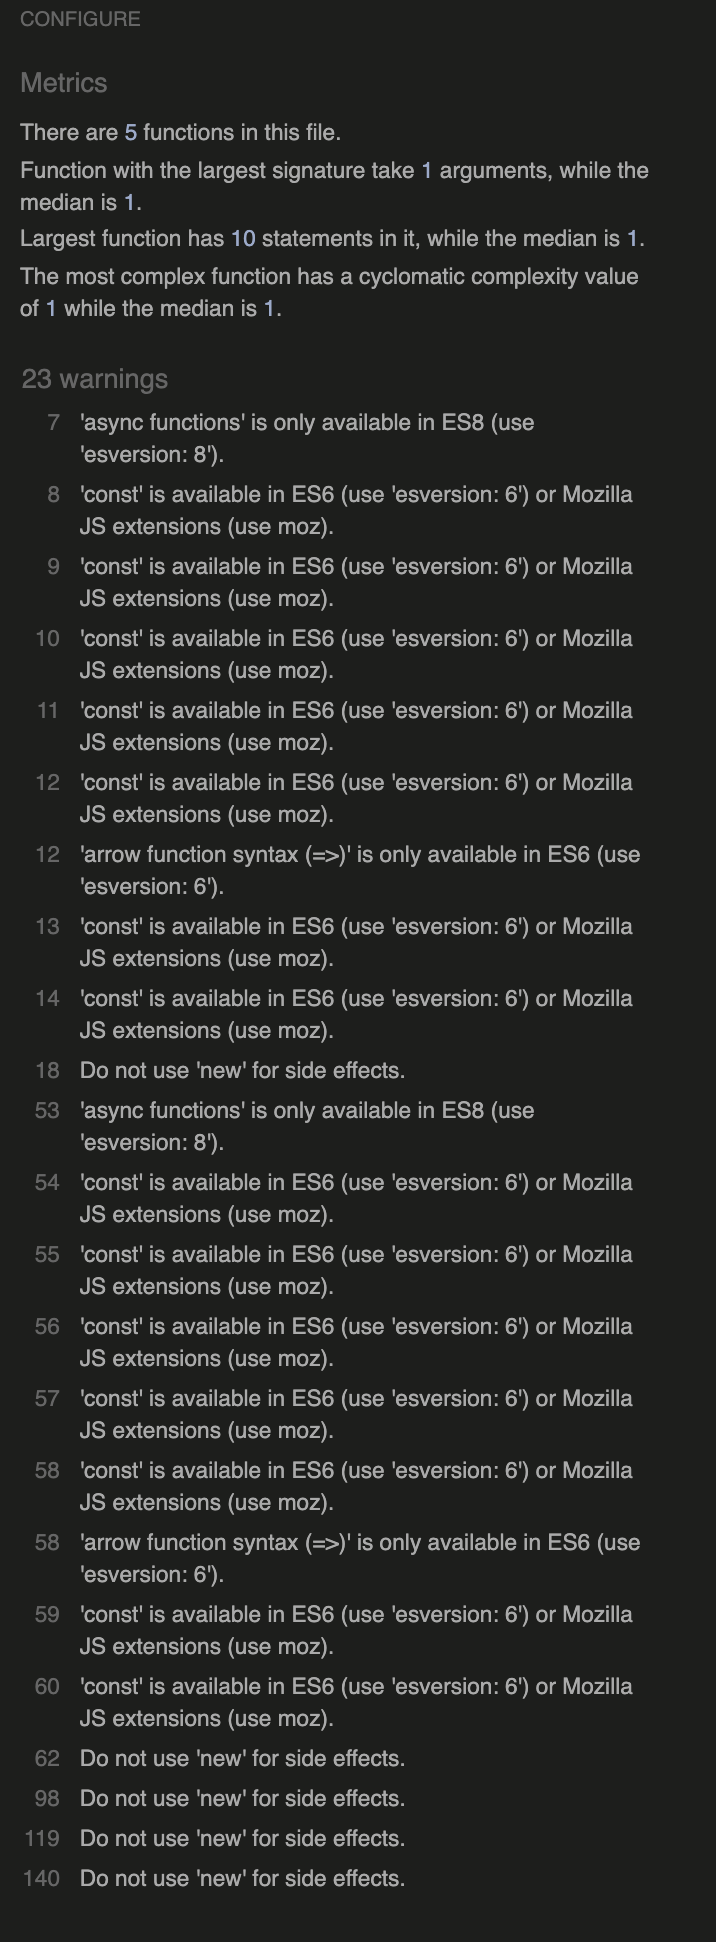 CONFIGURE
Metrics
There are 5 functions in this file.
Function with the largest signature take 1 arguments, while the
median is 1.
Largest function has 10 statements in it, while the median is 1.
The most complex function has a cyclomatic complexity value
of 1 while the median is 1.
23 warnings
7 'async functions' is only available in ES8 (use
'esversion: 8').
8 'const' is available in ES6 (use 'esversion: 6') or Mozilla
JS extensions (use moz).
9 'const' is available in ES6 (use 'esversion: 6') or Mozilla
JS extensions (use moz).
10 'const' is available in ES6 (use 'esversion: 6') or Mozilla
JS extensions (use moz).
11 'const' is available in ES6 (use 'esversion: 6') or Mozilla
JS extensions (use moz).
12 'const' is available in ES6 (use 'esversion: 6') or Mozilla
JS extensions (use moz).
12 'arrow function syntax (=>)' is only available in ES6 (use
'esversion: 6').
13 'const' is available in ES6 (use 'esversion: 6') or Mozilla
JS extensions (use moz).
14 'const' is available in ES6 (use 'esversion: 6') or Mozilla
JS extensions (use moz).
18 Do not use 'new' for side effects.
53 'async functions' is only available in ES8 (use
'esversion: 8').
54 'const' is available in ES6 (use 'esversion: 6') or Mozilla
JS extensions (use moz).
55 'const' is available in ES6 (use 'esversion: 6') or Mozilla
JS extensions (use moz).
56 'const' is available in ES6 (use 'esversion: 6') or Mozilla
JS extensions (use moz).
57 'const' is available in ES6 (use 'esversion: 6') or Mozilla
JS extensions (use moz).
58 'const' is available in ES6 (use 'esversion: 6') or Mozilla
JS extensions (use moz).
58 'arrow function syntax (=>)' is only available in ES6 (use
'esversion: 6').
59 'const' is available in ES6 (use 'esversion: 6') or Mozilla
JS extensions (use moz).
60 'const' is available in ES6 (use 'esversion: 6') or Mozilla
JS extensions (use moz).
62 Do not use 'new' for side effects.
98 Do not use 'new' for side effects.
119 Do not use 'new' for side effects.
140 Do not use 'new' for side effects.